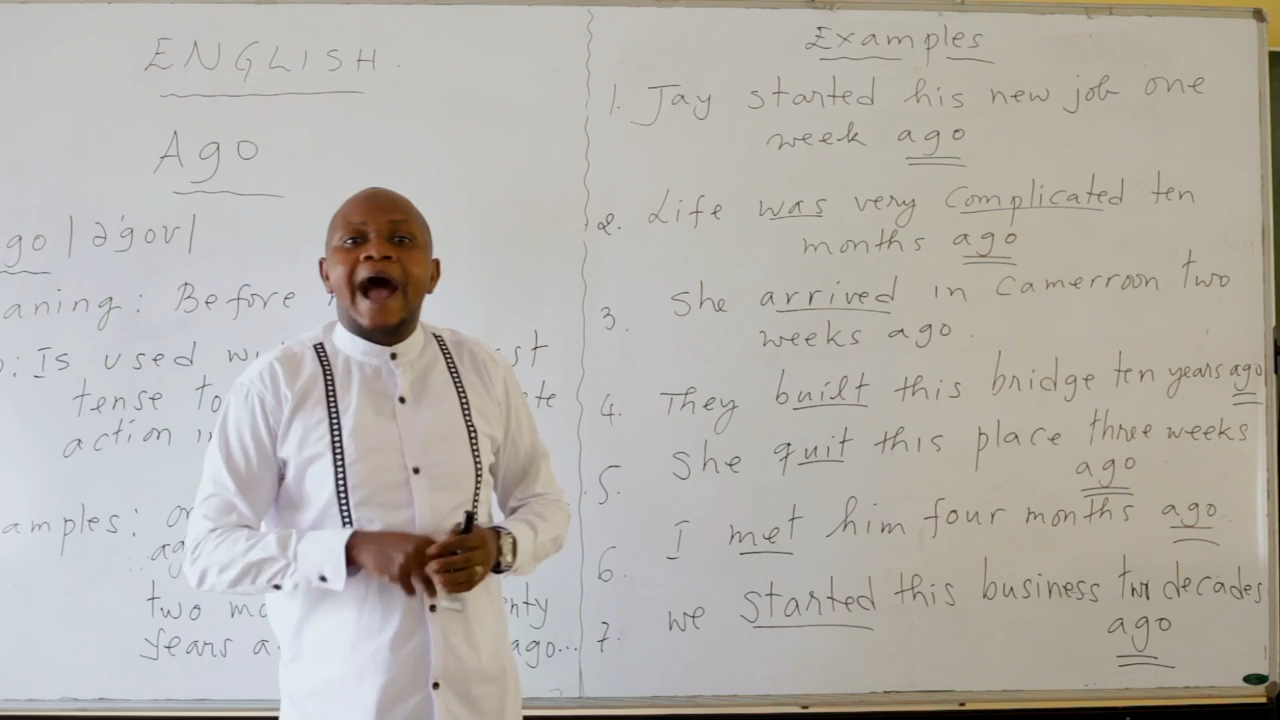 ENGLISH.
Ago
go |ə'gʊv|
aning: Before
: Is used st
tense to te
action
amples:
ag
two mo nty
years a ago...
Examples
1. Jay started his new job one
week ago
2. Life was very complicated ten
months ago
3. She arrived in Camerroon two
weeks ago.
4. They built this bridge ten years ago
5. She quit this place three weeks
ago
6. I met him four months ago
7. we started this business two decades
ago